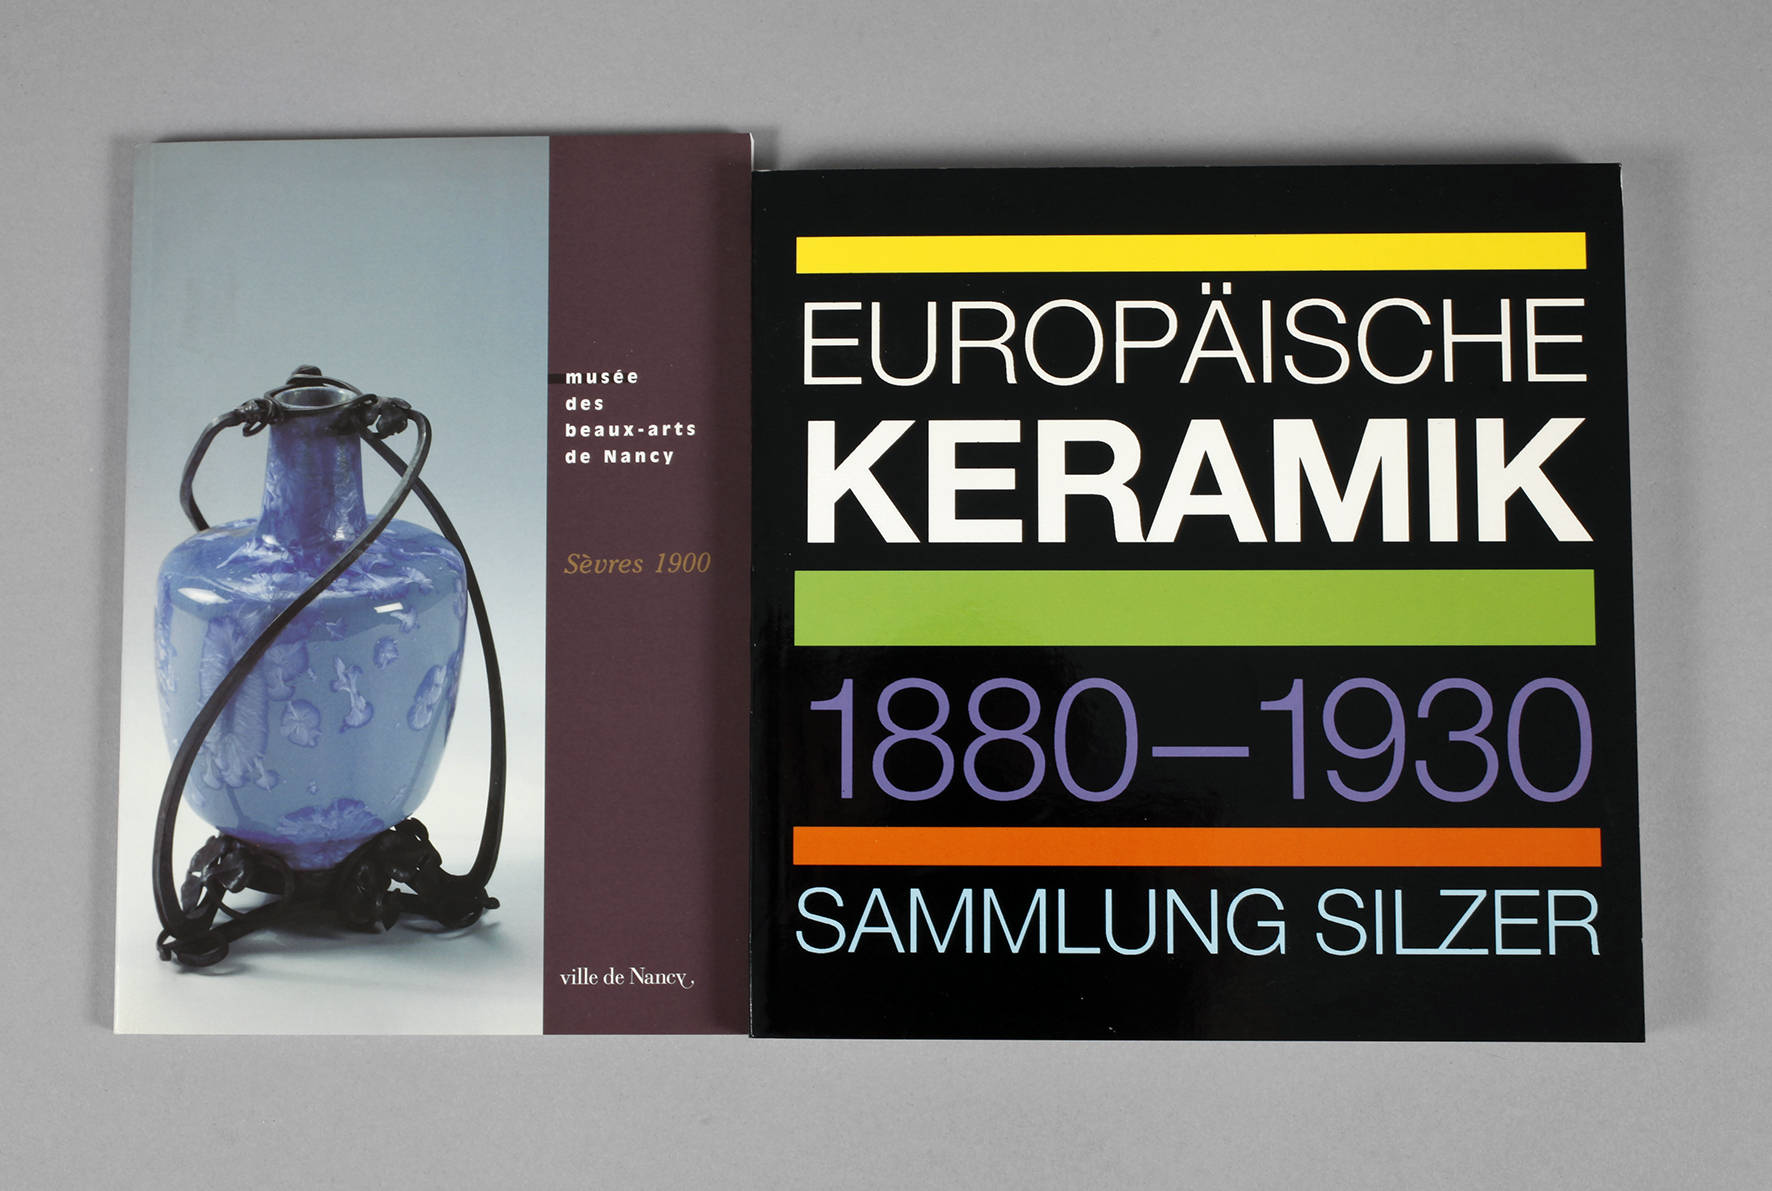 musée
des
beaux-arts
de Nancy
Sèvres 1900
ville de Nancy
EUROPÄISCHE
KERAMIK
1880–1930
SAMMLUNG SILZER